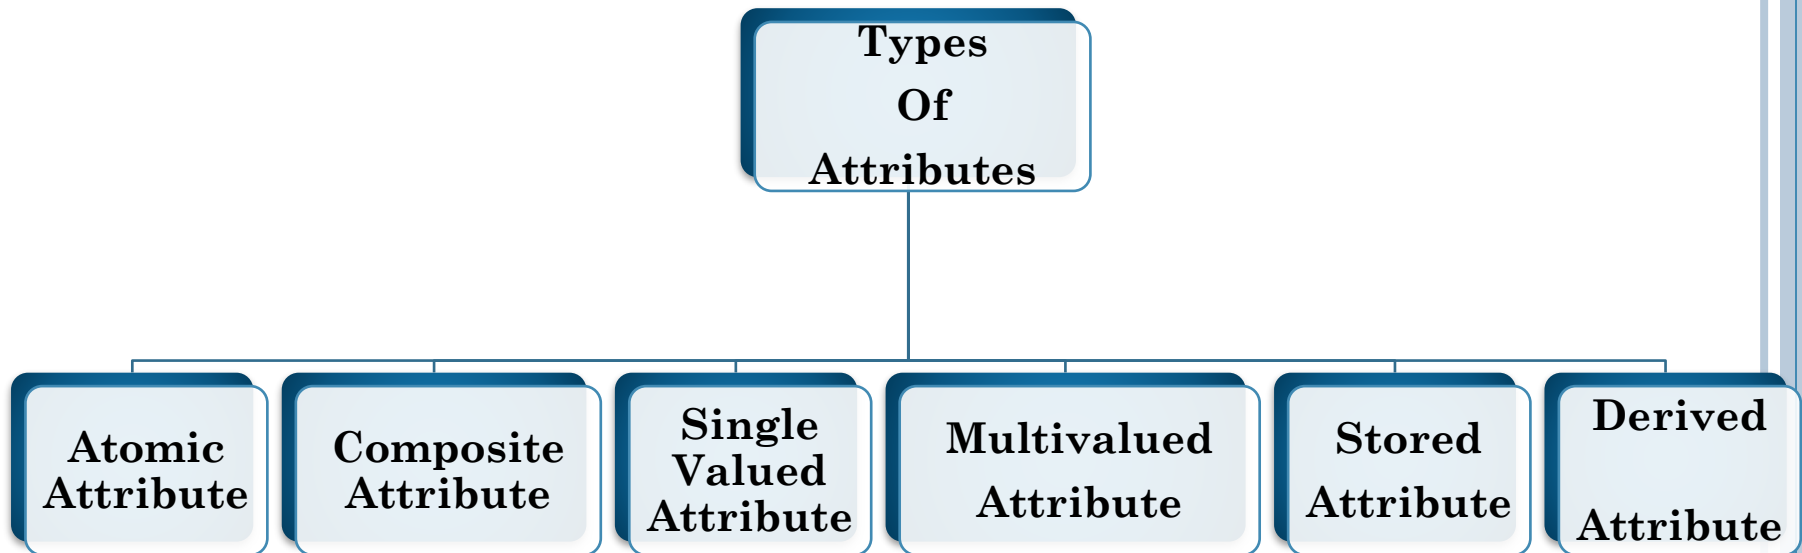 Types
Of
Attributes
Atomic
Attribute
Composite
Attribute
Single
Valued
Attribute
Multivalued
Attribute
Stored
Attribute
Derived
Attribute